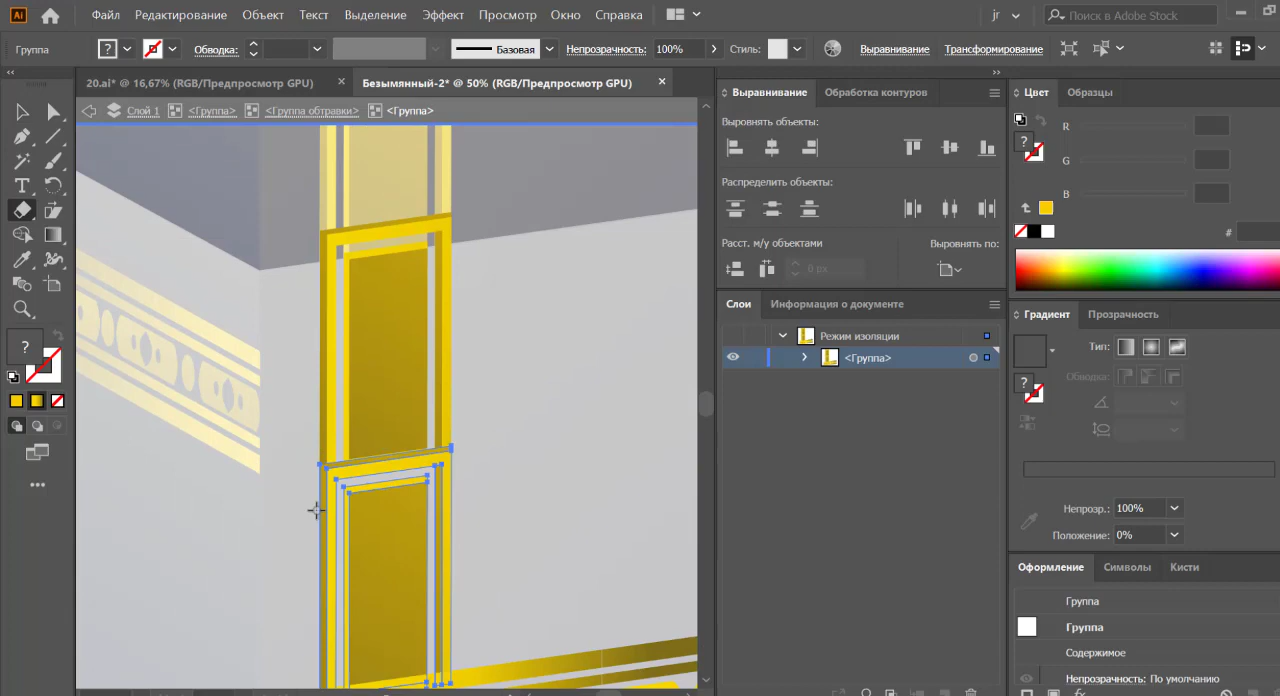 Ai Файл Редактирование Объект Текст Выделение Эффект Просмотр Окно Справка jr Поиск в Adobe Stock
Группа ? Обводка: Базовая Непрозрачность: 100% Стиль: Выравнивание Трансформирование
20.ai* @ 16,67% (RGB/Предпросмотр GPU) × Безымянный-2* @ 50% (RGB/Предпросмотр GPU) ×
Слой 1 <Группа> <Группа обтравки> <Группа>
Выравнивание Обработка контуров
Выровнять объекты:
Распределить объекты:
Расст. м/у объектами Выровнять по:
0 px
Слои Информация о документе
Режим изоляции
<Группа>
Цвет Образцы
R
?
G
B
#
Градиент Прозрачность
Тип:
Обводка:
?
Непрозр.: 100%
Положение: 0%
Оформление Символы Кисти
Группа
Группа
Содержимое
Непрозрачность: По умолчанию
fx
T
?